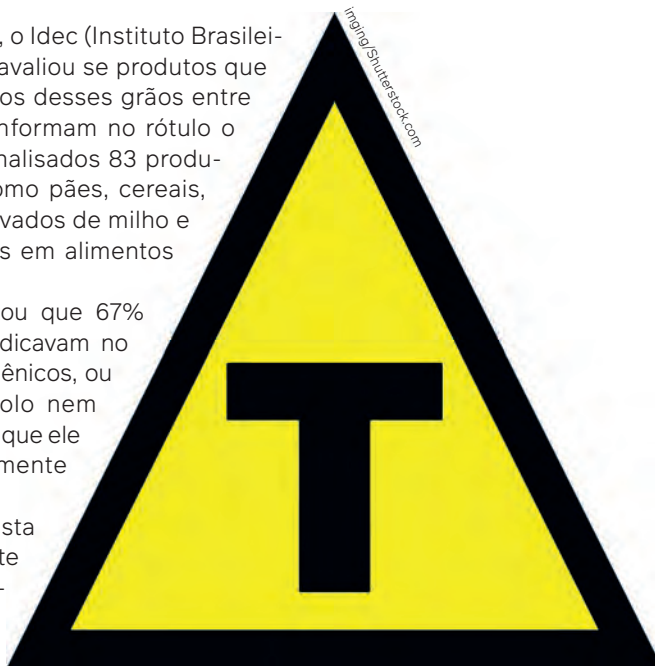 , o Idec (Instituto Brasilei-
avaliou se produtos que
os desses grãos entre
nformam no rótulo o
nalisados 83 produ-
omo pães, cereais,
vados de milho e
s em alimentos
ou que 67%
dicavam no
ênicos, ou
olo nem
que ele
mente
sta
te
-
T
imging/Shutterstock.com